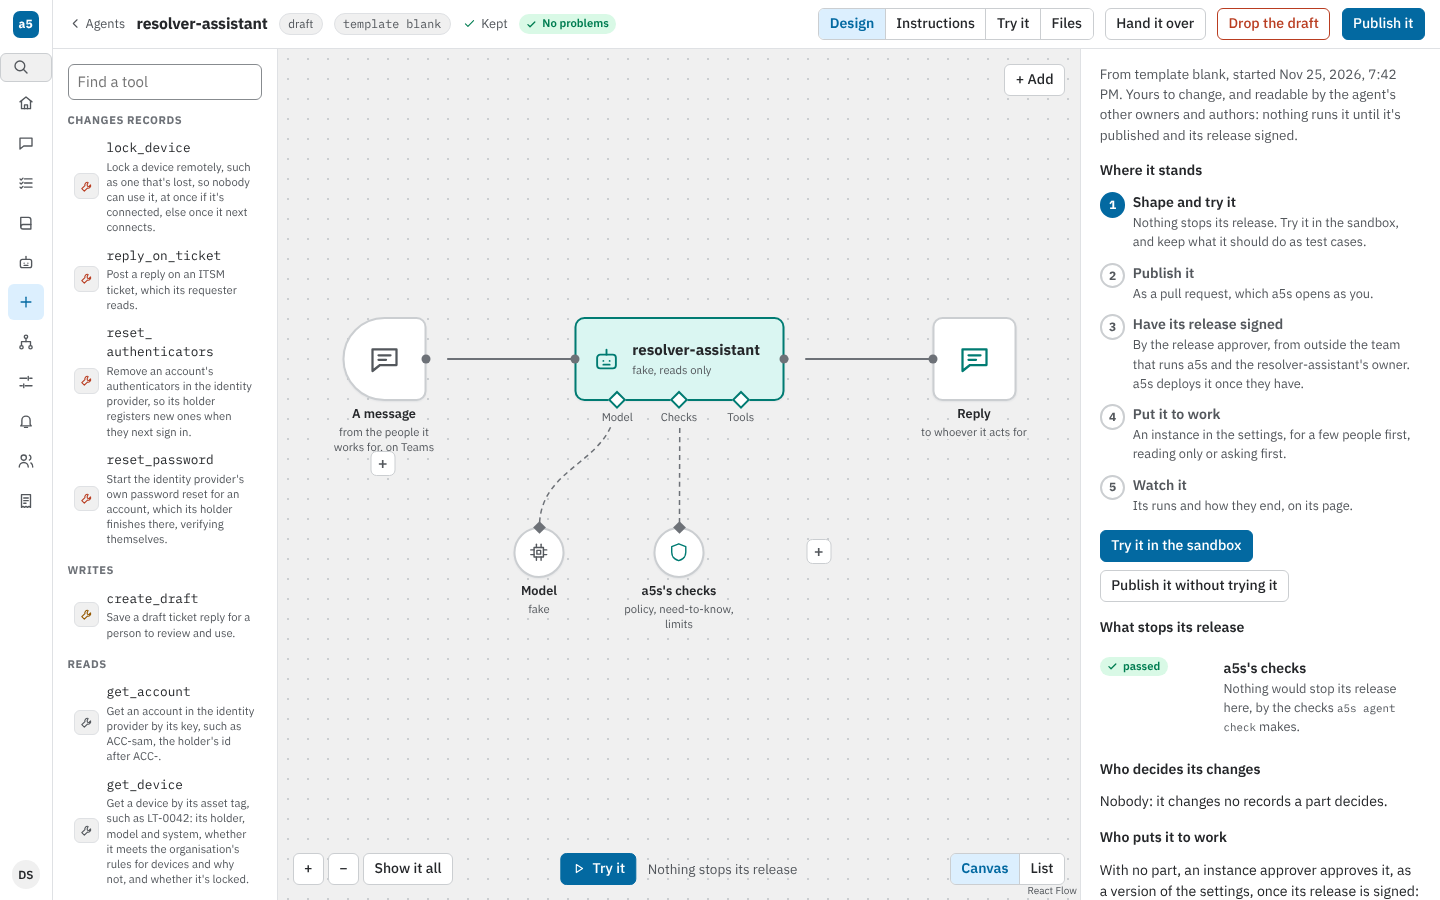 a5
Agents
resolver-assistant
draft
template blank
Kept
No problems
Design
Instructions
Try it
Files
Hand it over
Drop the draft
Publish it
Find a tool
CHANGES RECORDS
lock_device
Lock a device remotely, such
as one that's lost, so nobody
can use it, at once if it's
connected, else once it next
connects.
reply_on_ticket
Post a reply on an ITSM
ticket, which its requester
reads.
reset_
authenticators
Remove an account's
authenticators in the identity
provider, so its holder
registers new ones when
they next sign in.
reset_password
Start the identity provider's
own password reset for an
account, which its holder
finishes there, verifying
themselves.
WRITES
create_draft
Save a draft ticket reply for a
person to review and use.
READS
get_account
Get an account in the identity
provider by its key, such as
ACC-sam, the holder's id
after ACC-.
get_device
Get a device by its asset tag,
such as LT-0042: its holder,
model and system, whether
it meets the organisation's
rules for devices and why
not, and whether it's locked.
DS
+ Add
A message
from the people it
works for, on Teams
+
resolver-assistant
fake, reads only
Model
Checks
Tools
Reply
to whoever it acts for
Model
fake
a5s's checks
policy, need-to-know,
limits
+
+
−
Show it all
Try it
Nothing stops its release
Canvas
List
React Flow
From template blank, started Nov 25, 2026, 7:42
PM. Yours to change, and readable by the agent's
other owners and authors: nothing runs it until it's
published and its release signed.
Where it stands
1
Shape and try it
Nothing stops its release. Try it in the sandbox,
and keep what it should do as test cases.
2
Publish it
As a pull request, which a5s opens as you.
3
Have its release signed
By the release approver, from outside the team
that runs a5s and the resolver-assistant's owner.
a5s deploys it once they have.
4
Put it to work
An instance in the settings, for a few people first,
reading only or asking first.
5
Watch it
Its runs and how they end, on its page.
Try it in the sandbox
Publish it without trying it
What stops its release
passed
a5s's checks
Nothing would stop its release
here, by the checks a5s agent
check makes.
Who decides its changes
Nobody: it changes no records a part decides.
Who puts it to work
With no part, an instance approver approves it, as
a version of the settings, once its release is signed: